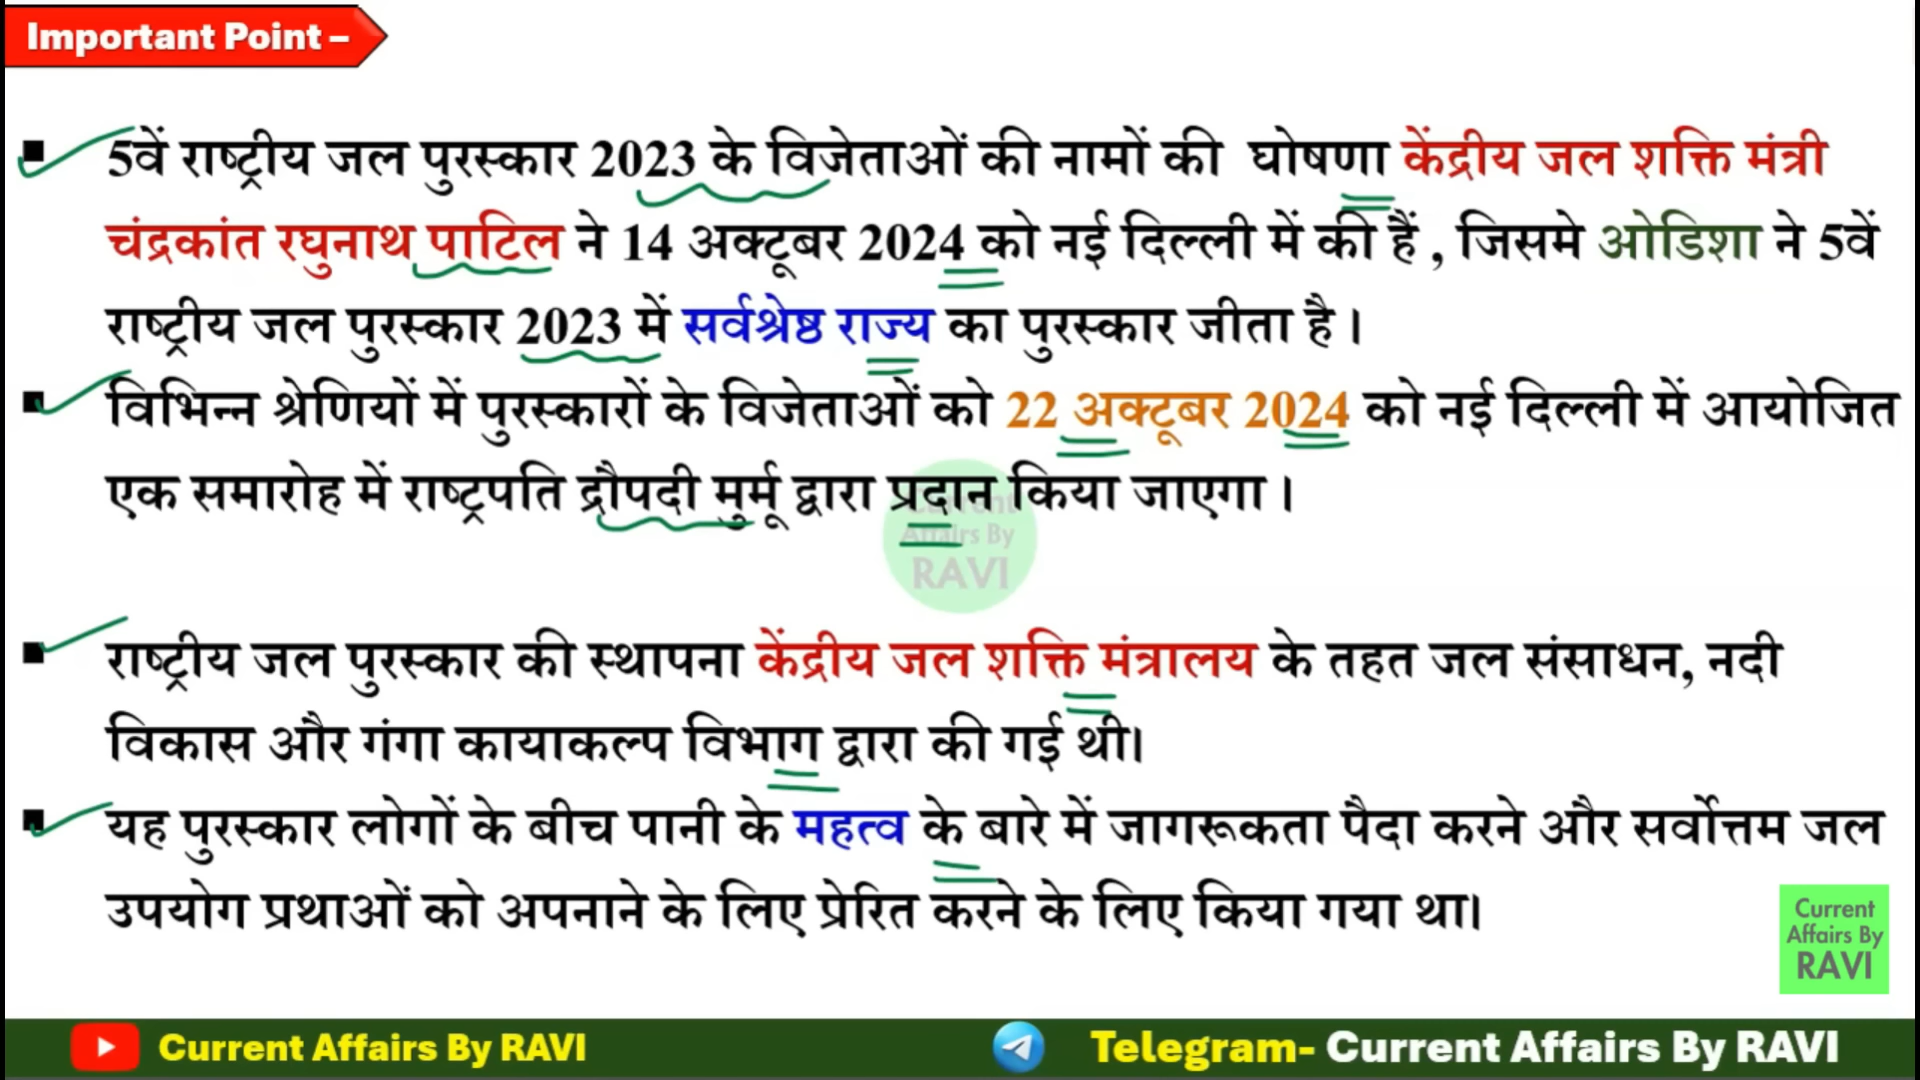 Important Point –
5वें राष्ट्रीय जल पुरस्कार 2023 के विजेताओं की नामों की घोषणा केंद्रीय जल शक्ति मंत्री
चंद्रकांत रघुनाथ पाटिल ने 14 अक्टूबर 2024 को नई दिल्ली में की हैं , जिसमे ओडिशा ने 5वें
राष्ट्रीय जल पुरस्कार 2023 में सर्वश्रेष्ठ राज्य का पुरस्कार जीता है ।
विभिन्न श्रेणियों में पुरस्कारों के विजेताओं को 22 अक्टूबर 2024 को नई दिल्ली में आयोजित
एक समारोह में राष्ट्रपति द्रौपदी मुर्मू द्वारा प्रदान किया जाएगा ।
Current
Affairs By
RAVI
राष्ट्रीय जल पुरस्कार की स्थापना केंद्रीय जल शक्ति मंत्रालय के तहत जल संसाधन, नदी
विकास और गंगा कायाकल्प विभाग द्वारा की गई थी।
यह पुरस्कार लोगों के बीच पानी के महत्व के बारे में जागरूकता पैदा करने और सर्वोत्तम जल
उपयोग प्रथाओं को अपनाने के लिए प्रेरित करने के लिए किया गया था।
Current
Affairs By
RAVI
Current Affairs By RAVI
Telegram- Current Affairs By RAVI